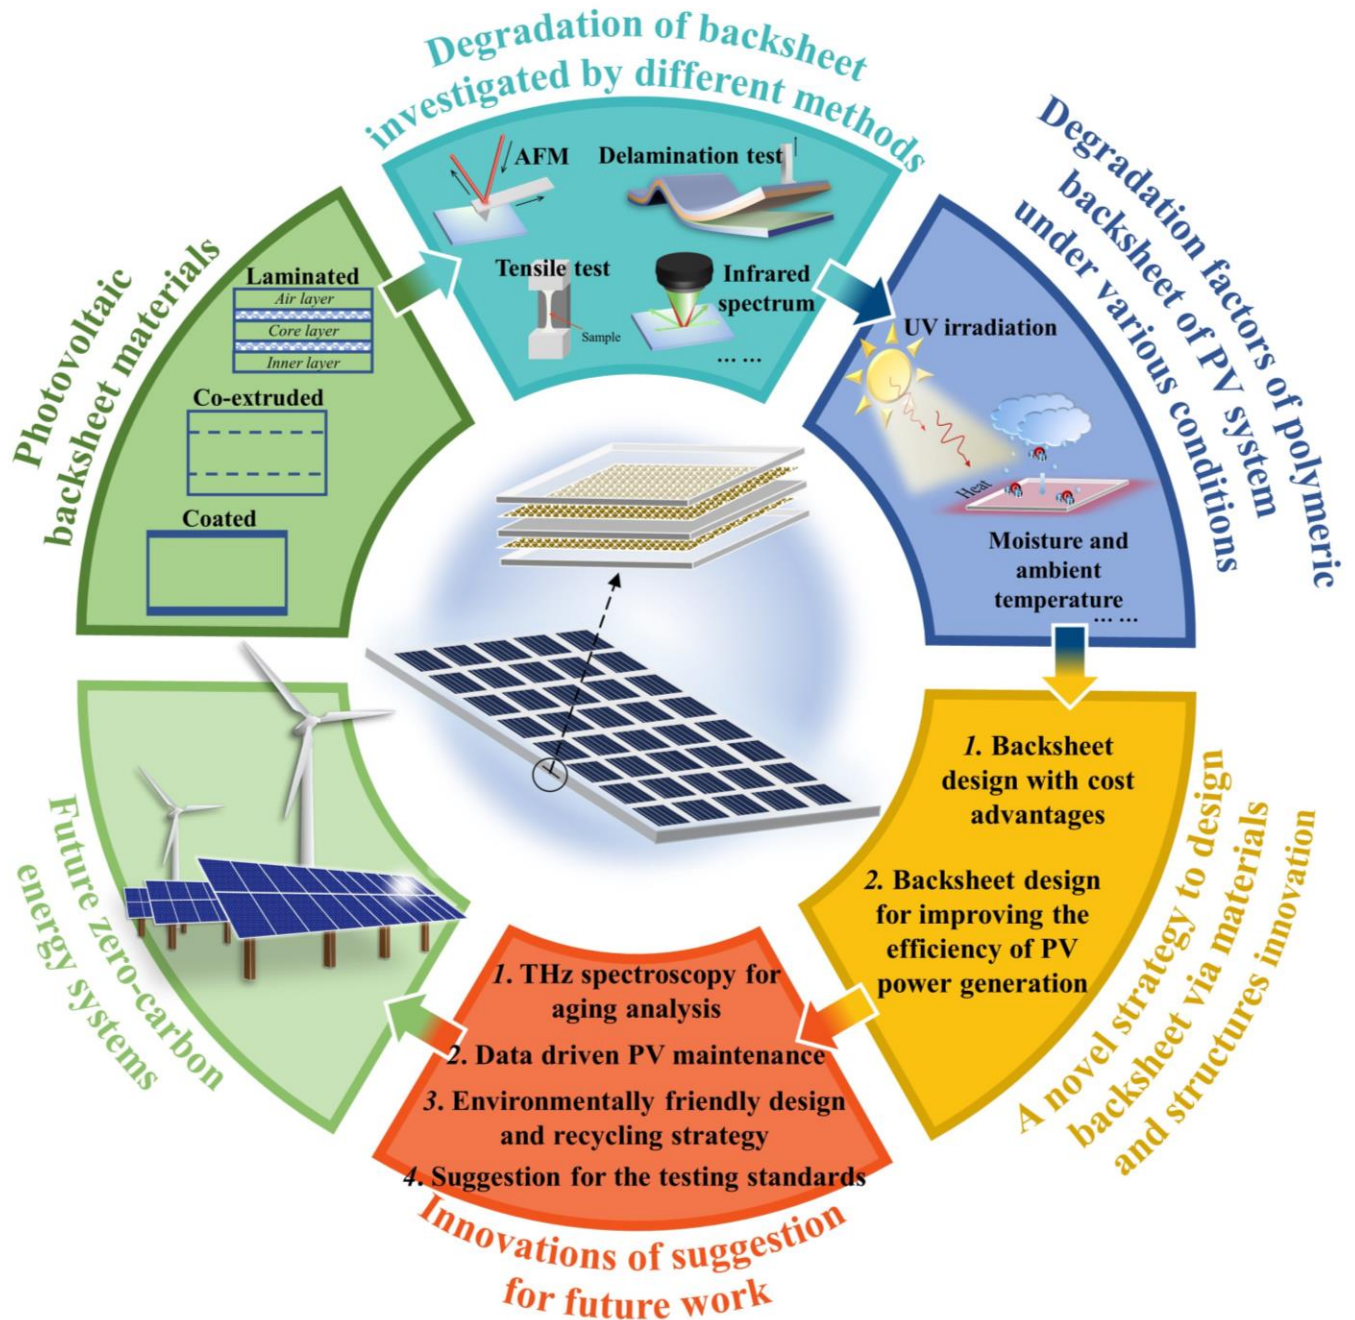 Photovoltaic
backsheet materials
Laminated
Air layer
Core layer
Inner layer
Co-extruded
Coated
Degradation of backsheet
investigated by different methods
AFM
Delamination test
Tensile test
Sample
Infrared
spectrum
... ...
Degradation factors of polymeric
backsheet of PV system
under various conditions
UV irradiation
Heat
Moisture and
ambient
temperature
... ...
A novel strategy to design
backsheet via materials
and structures innovation
1. Backsheet
design with cost
advantages
2. Backsheet design
for improving the
efficiency of PV
power generation
1. THz spectroscopy for
aging analysis
2. Data driven PV maintenance
3. Environmentally friendly design
and recycling strategy
4. Suggestion for the testing standards
Innovations of suggestion
for future work
Future zero-carbon
energy systems